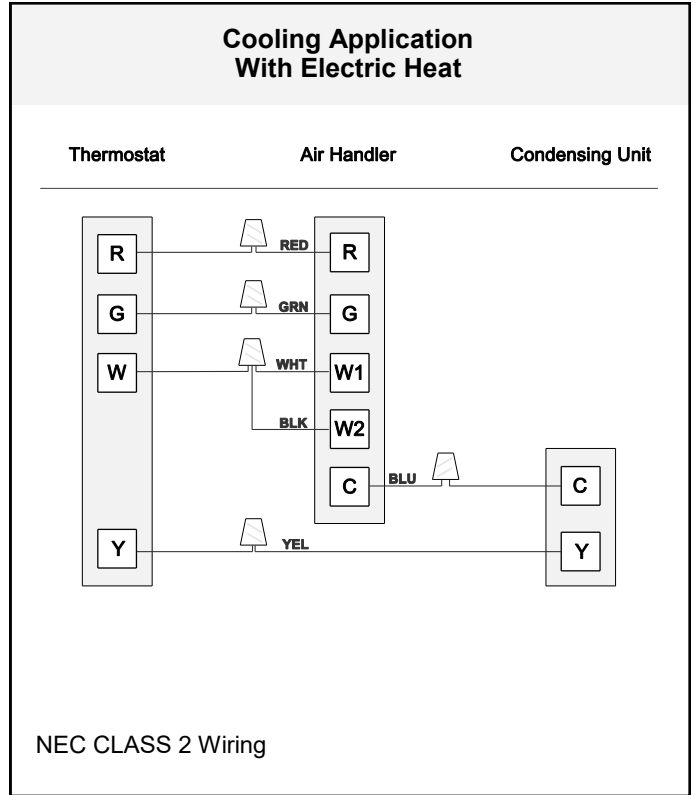 Cooling Application
With Electric Heat
Thermostat Air Handler Condensing Unit
R RED R
G GRN G
W WHT W1
BLK W2
C BLU C
Y YEL Y
NEC CLASS 2 Wiring